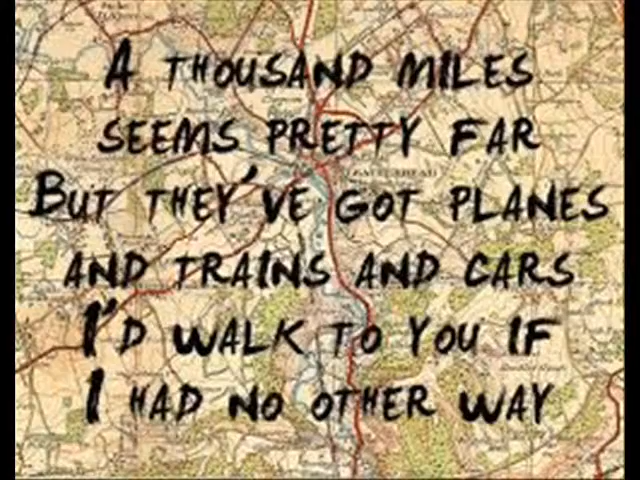 A THOUSAND MILES
SEEMS PRETTY FAR
BUT THEY'VE GOT PLANES
AND TRAINS AND CARS
I'D WALK TO YOU IF
I HAD NO OTHER WAY